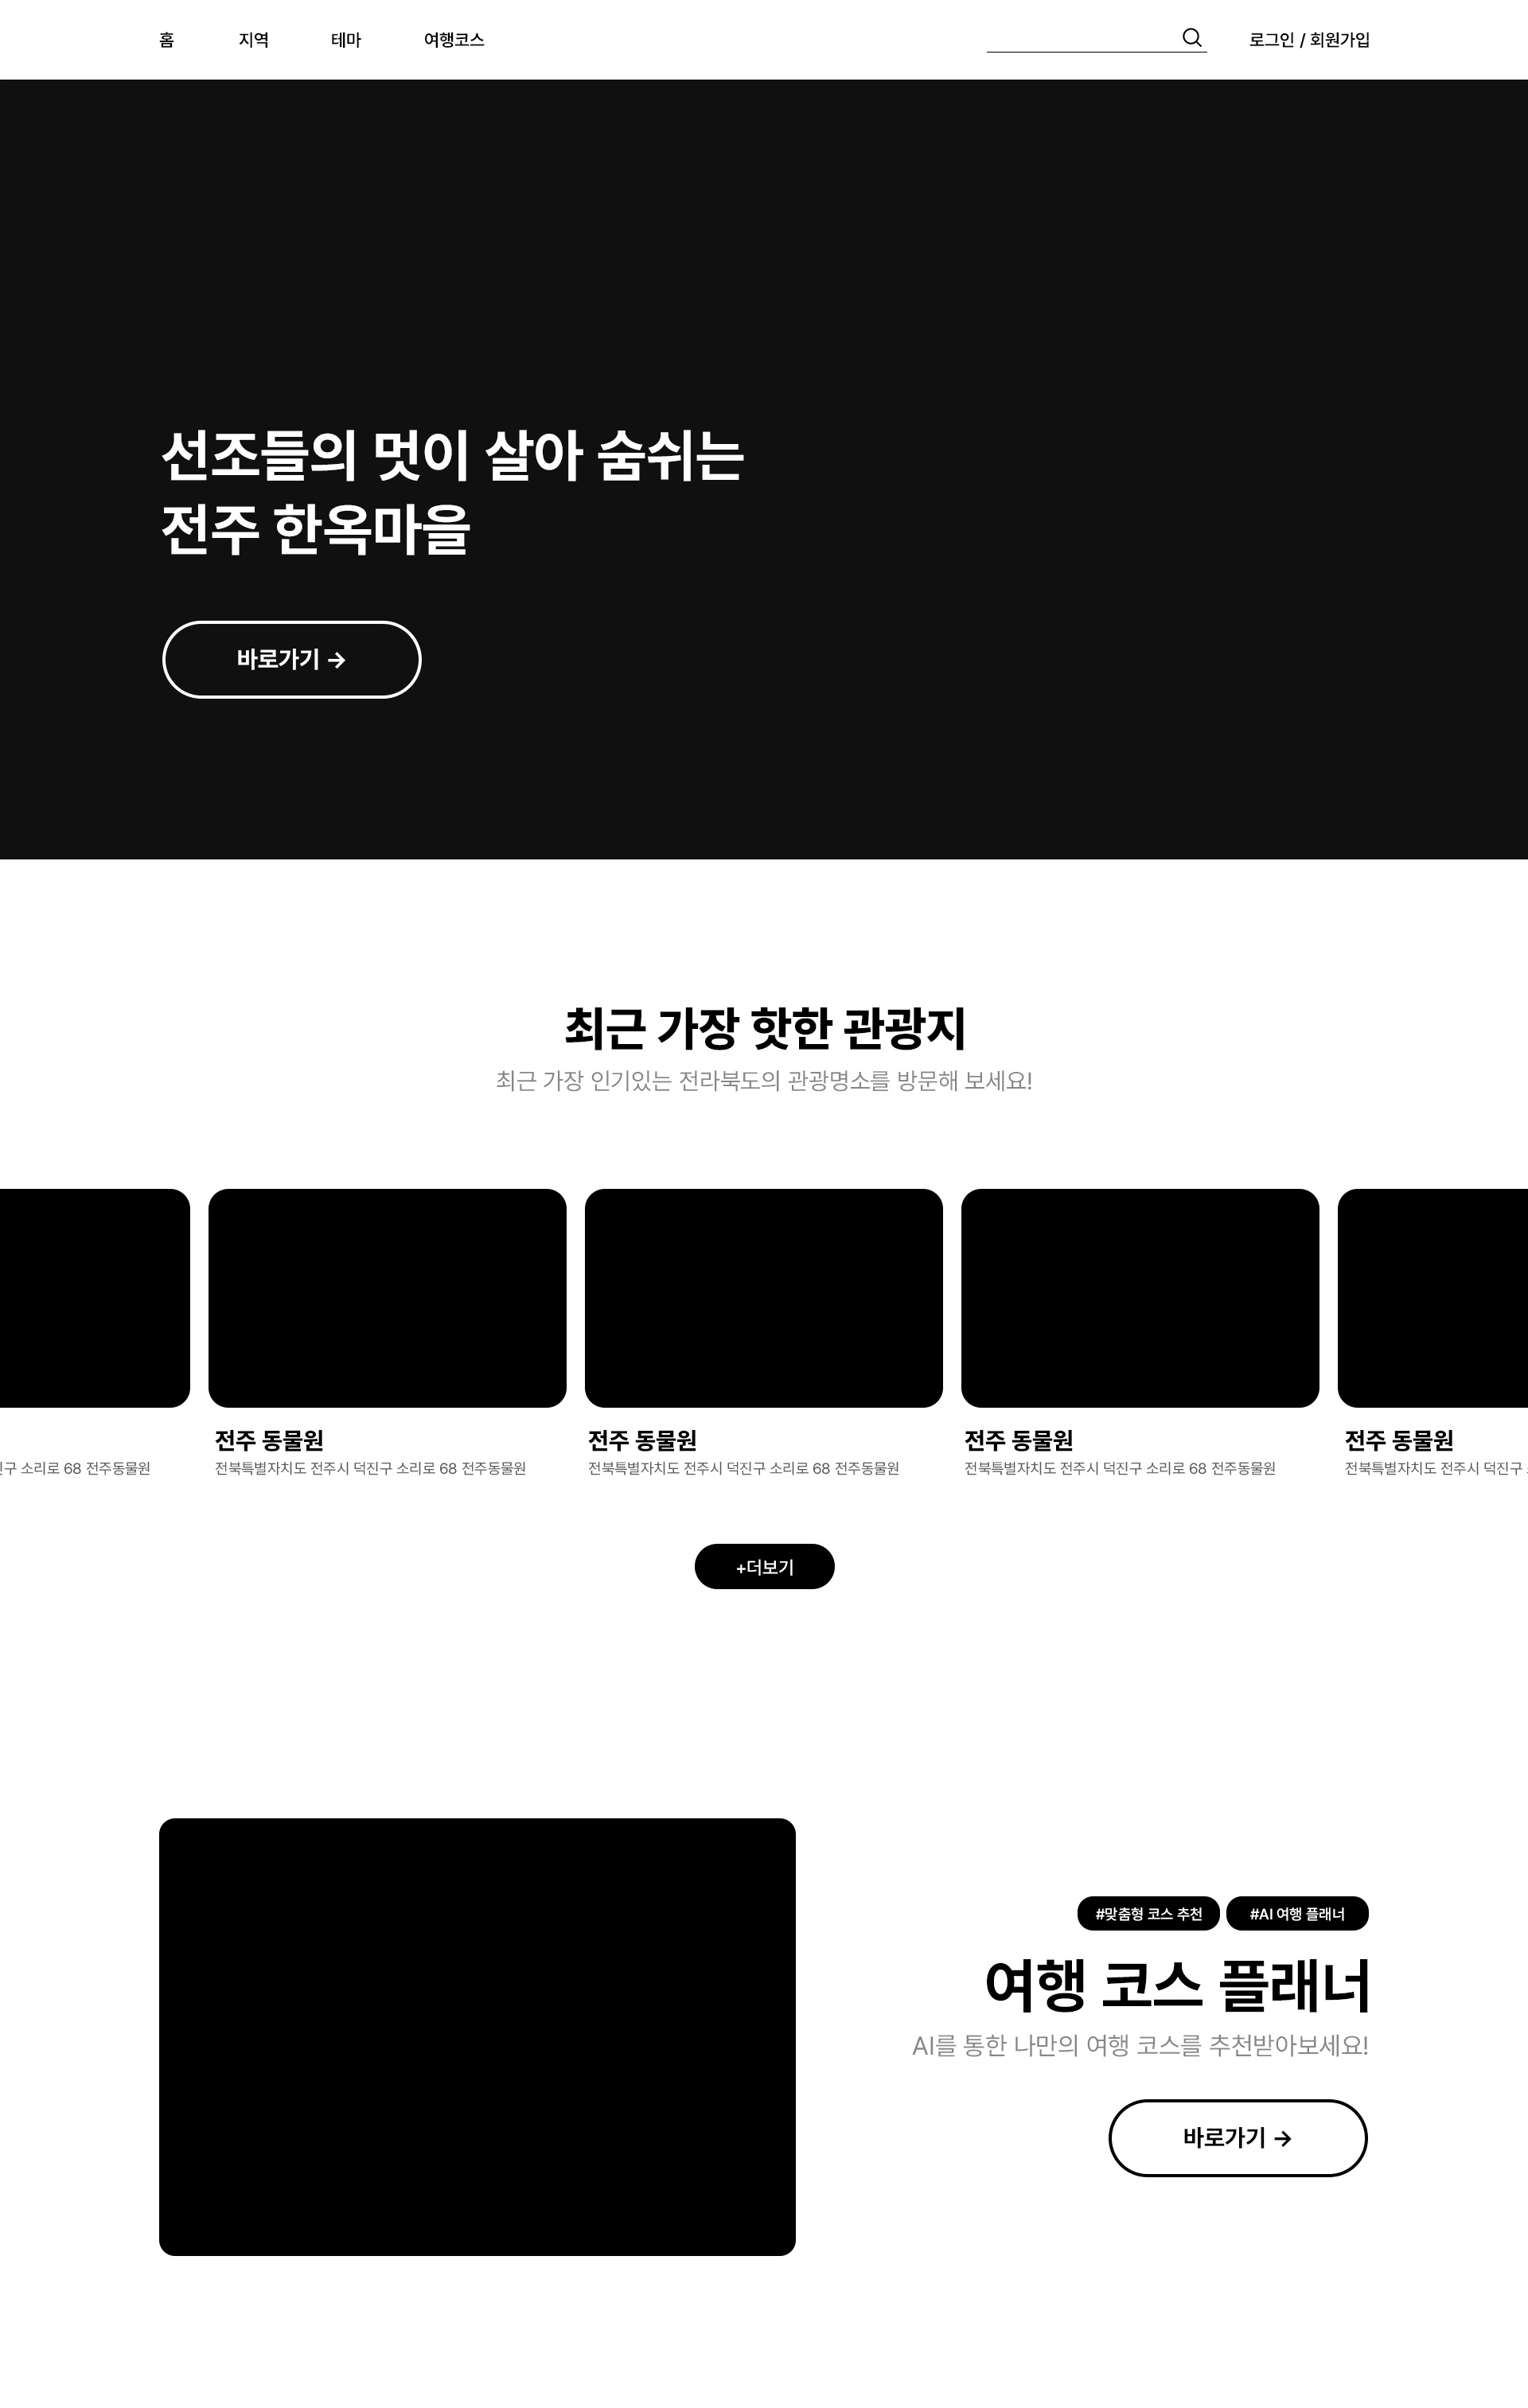 홈 지역 테마 여행코스 로그인 / 회원가입
선조들의 멋이 살아 숨쉬는
전주 한옥마을
바로가기 →
최근 가장 핫한 관광지
최근 가장 인기있는 전라북도의 관광명소를 방문해 보세요!
전주 동물원 전주 동물원 전주 동물원 전주 동물원
소리로 68 전주동물원 전북특별자치도 전주시 덕진구 소리로 68 전주동물원 전북특별자치도 전주시 덕진구 소리로 68 전주동물원 전북특별자치도 전주시 덕진구 소리로 68 전주동물원 전북특별자치도 전주시 덕진구
+더보기
#맞춤형 코스 추천 #AI 여행 플래너
여행 코스 플래너
AI를 통한 나만의 여행 코스를 추천받아보세요!
바로가기 →